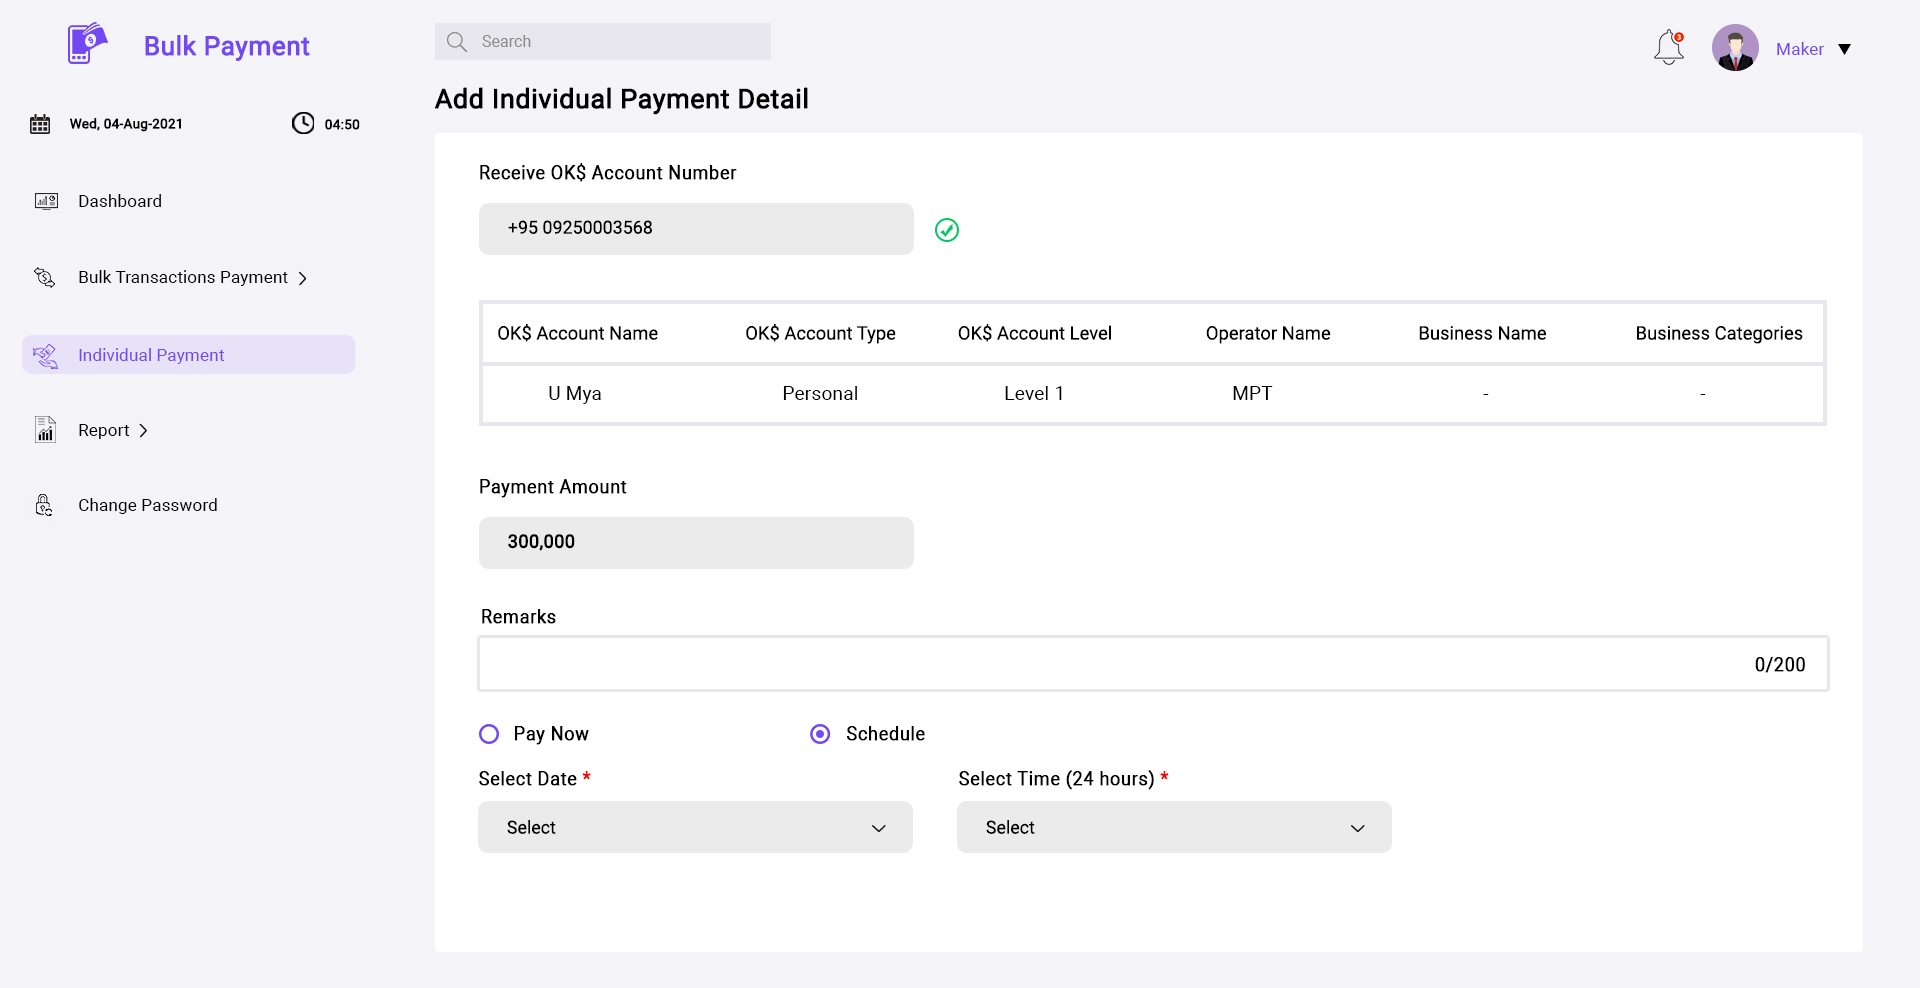 Bulk Payment
Search
3
Maker
Add Individual Payment Detail
Wed, 04-Aug-2021
04:50
Dashboard
Bulk Transactions Payment
Individual Payment
Report
Change Password
Receive OK$ Account Number
+95 09250003568
OK$ Account Name OK$ Account Type OK$ Account Level Operator Name Business Name Business Categories
U Mya Personal Level 1 MPT - -
Payment Amount
300,000
Remarks
0/200
Pay Now Schedule
Select Date * Select Time (24 hours) *
Select Select